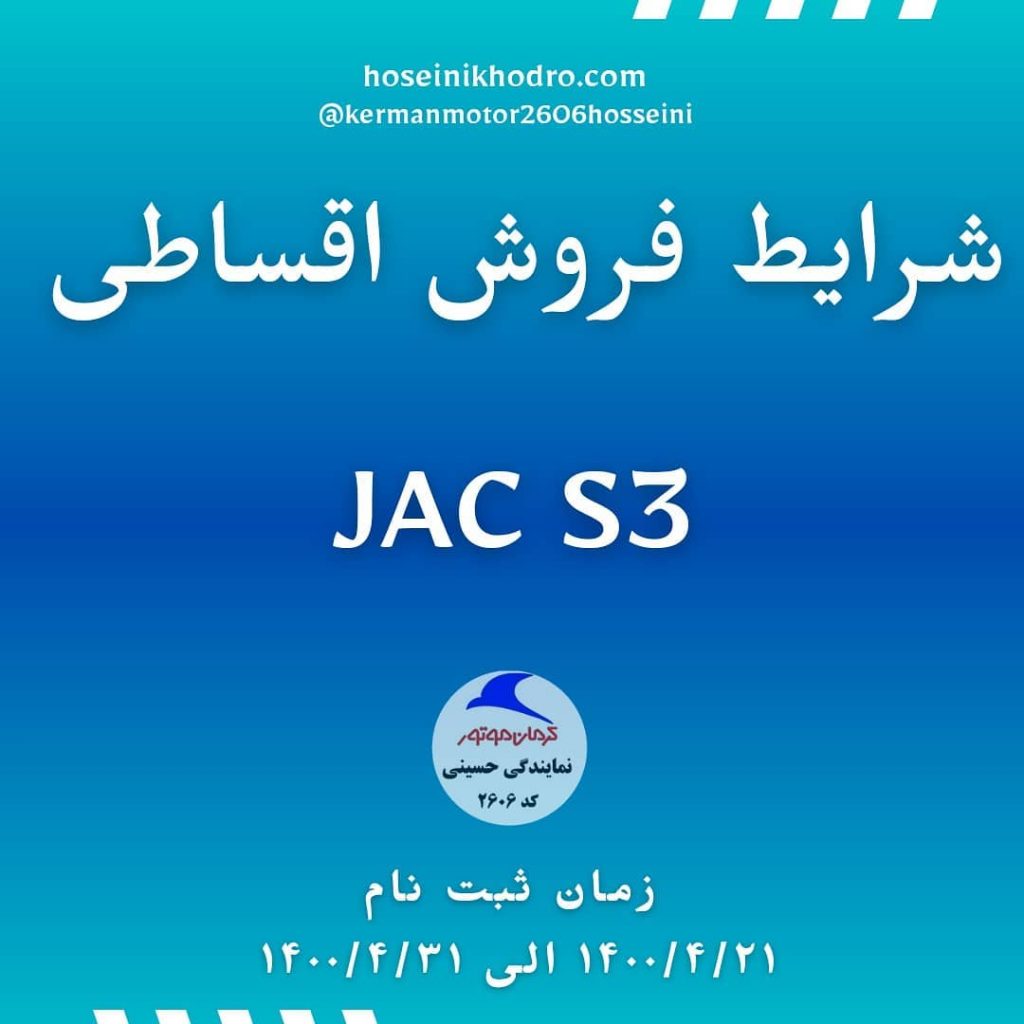 hoseinikhodro.com
@kermanmotor2606hosseini
شرایط فروش اقساطی
JAC S3
کرمان موتور
نمایندگی حسینی
کد ۲۶۰۶
زمان ثبت نام
۱۴۰۰/۴/۲۱ الی ۱۴۰۰/۴/۳۱